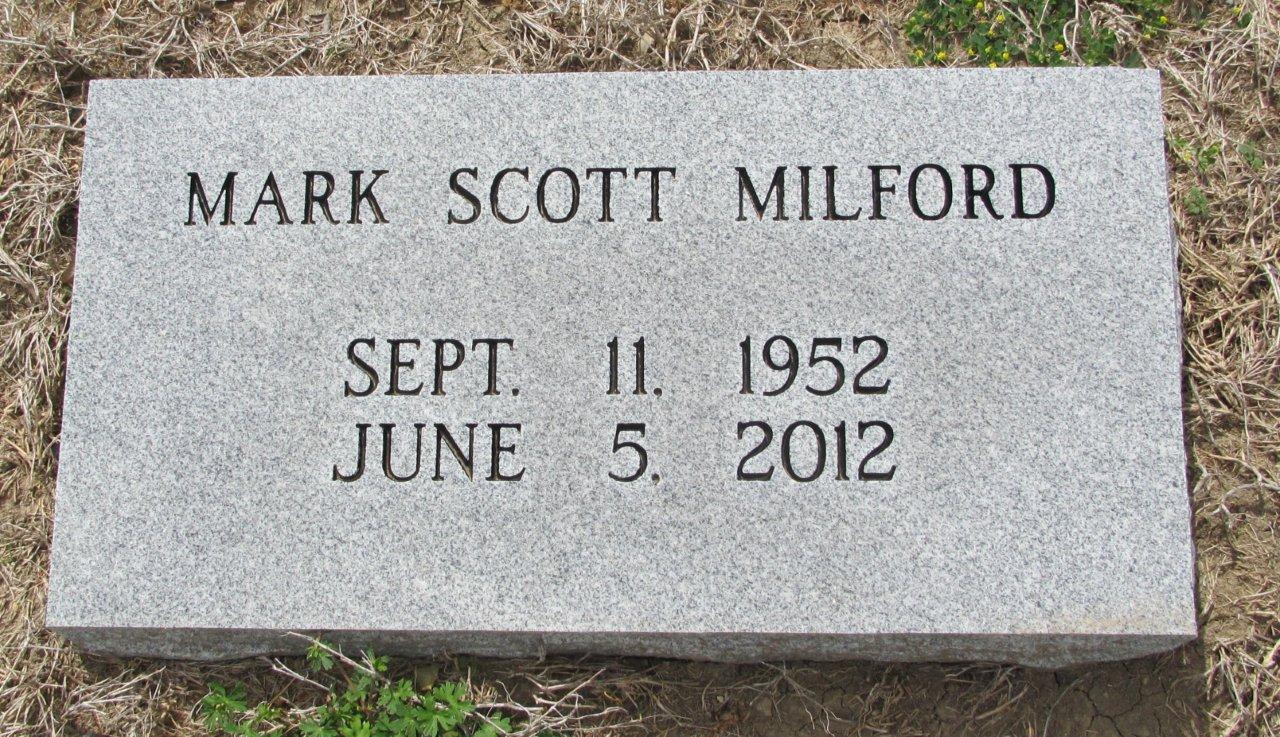 MARK SCOTT MILFORD
SEPT. 11. 1952
JUNE 5. 2012